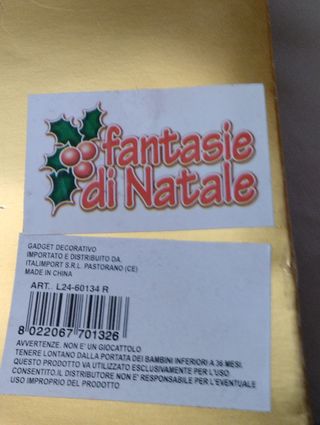 fantasie
di Natale
GADGET DECORATIVO
IMPORTATO E DISTRIBUITO DA.
ITALIMPORT S.R.L. PASTORANO (CE)
MADE IN CHINA
ART.. L24-60134 R
8 022067 701326
AVVERTENZE. NON E' UN GIOCATTOLO
TENERE LONTANO DALLA PORTATA DEI BAMBINI INFERIORI A 36 MESI.
QUESTO PRODOTTO VA UTILIZZATO ESCLUSIVAMENTE PER L'USO
CONSENTITO.IL DISTRIBUTORE NON E' RESPONSABILE PER L'EVENTUALE
USO IMPROPRIO DEL PRODOTTO